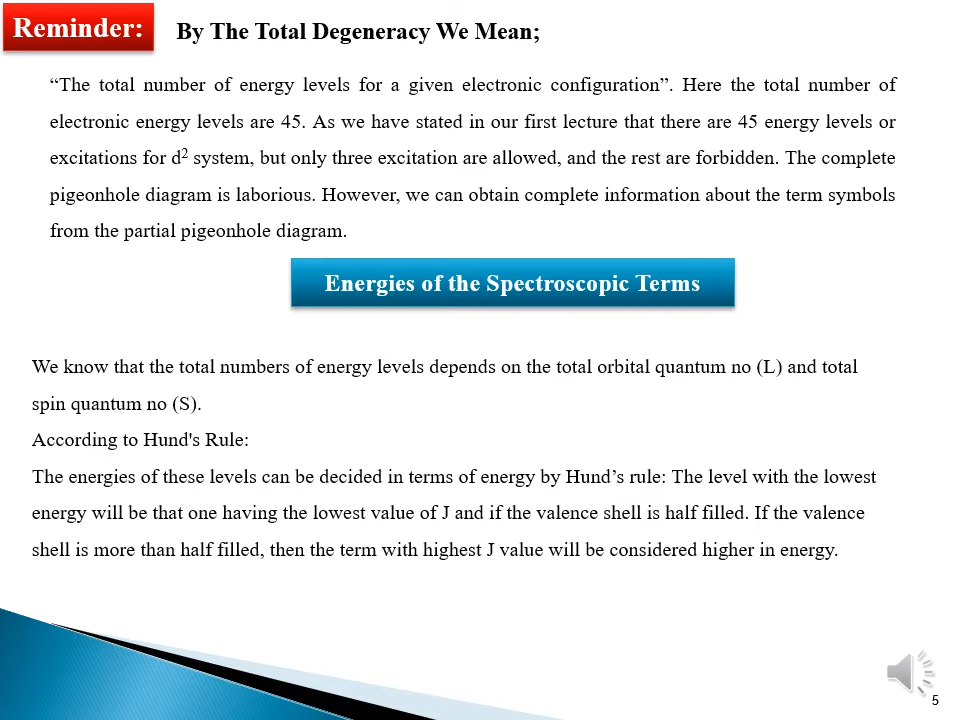 Reminder:
By The Total Degeneracy We Mean;
“The total number of energy levels for a given electronic configuration”. Here the total number of
electronic energy levels are 45. As we have stated in our first lecture that there are 45 energy levels or
excitations for d² system, but only three excitation are allowed, and the rest are forbidden. The complete
pigeonhole diagram is laborious. However, we can obtain complete information about the term symbols
from the partial pigeonhole diagram.
Energies of the Spectroscopic Terms
We know that the total numbers of energy levels depends on the total orbital quantum no (L) and total
spin quantum no (S).
According to Hund's Rule:
The energies of these levels can be decided in terms of energy by Hund’s rule: The level with the lowest
energy will be that one having the lowest value of J and if the valence shell is half filled. If the valence
shell is more than half filled, then the term with highest J value will be considered higher in energy.
5